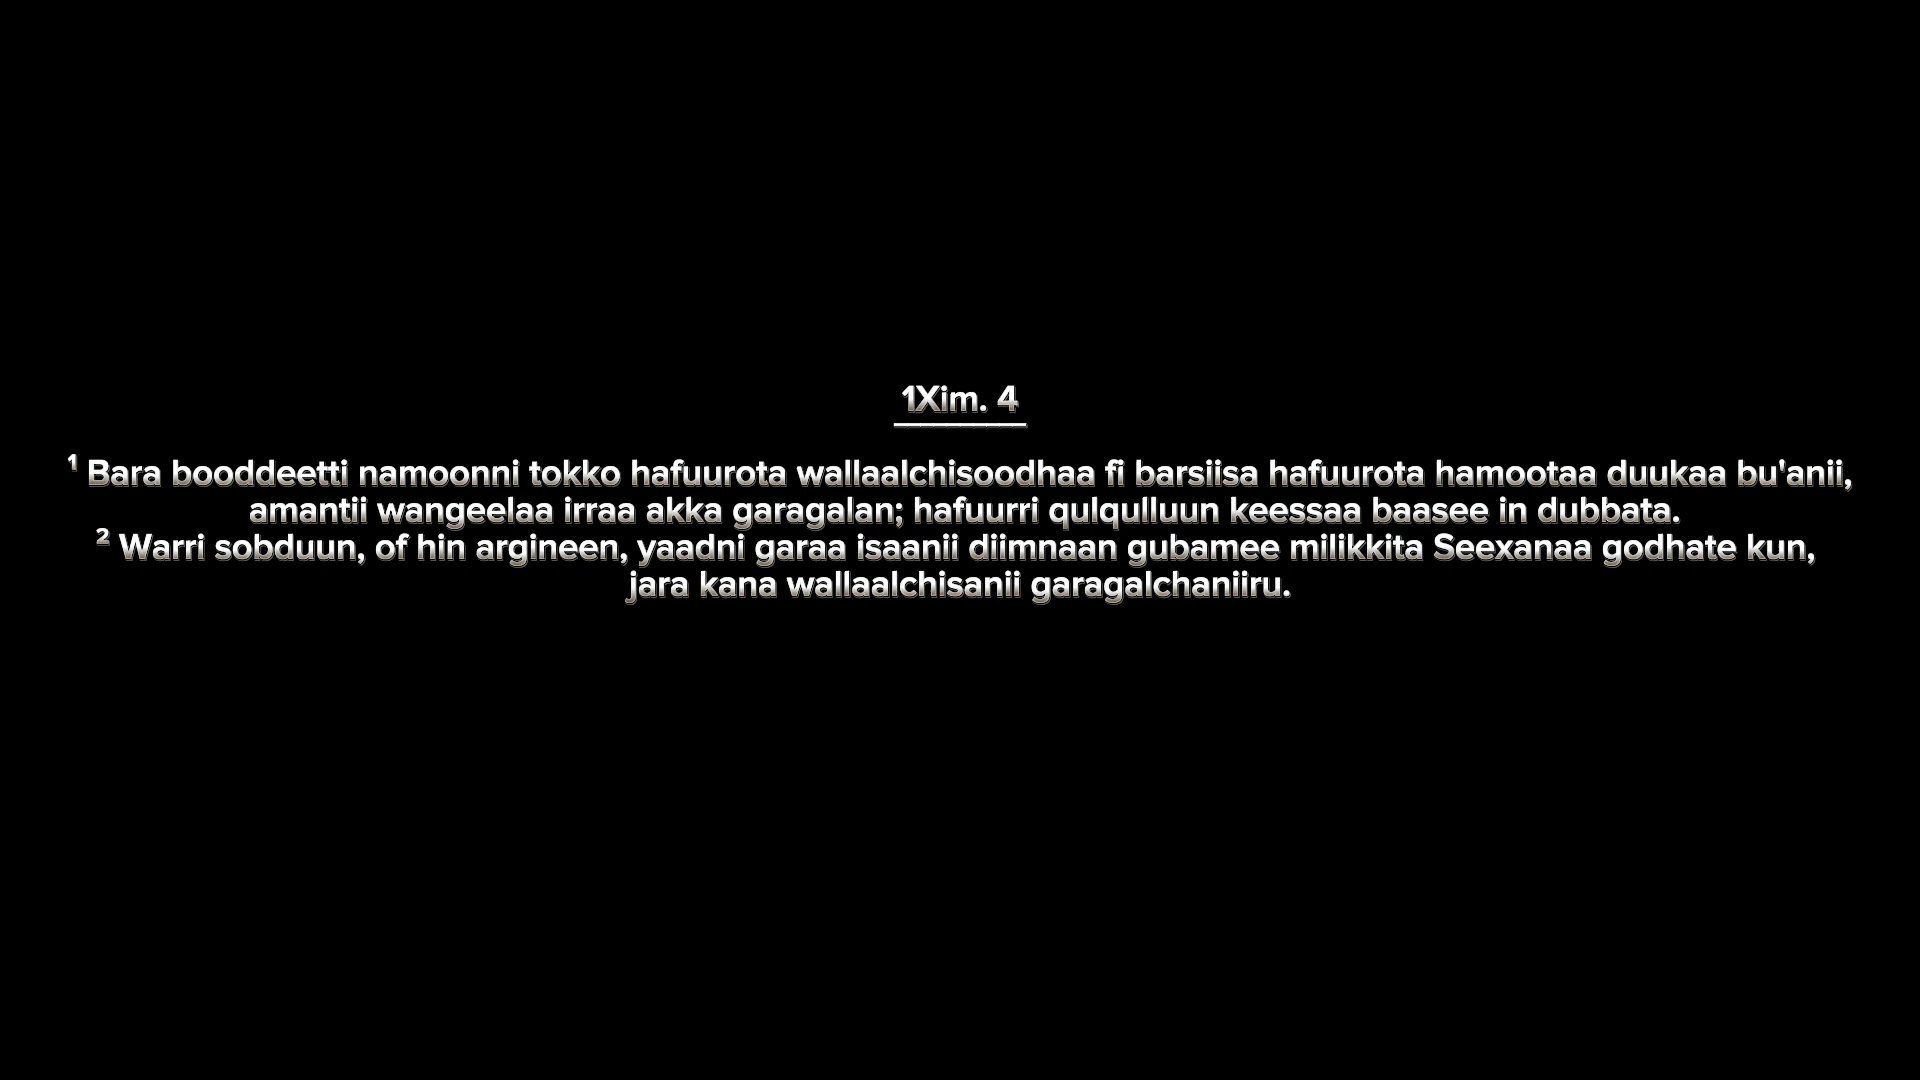 1Xim. 4
¹ Bara booddeetti namoonni tokko hafuurota wallaalchisoodhaa fi barsiisa hafuurota hamootaa duukaa bu'anii,
amantii wangeelaa irraa akka garagalan; hafuurri qulqulluun keessaa baasee in dubbata.
² Warri sobduun, of hin argineen, yaadni garaa isaanii diimnaan gubamee milikkita Seexanaa godhate kun,
jara kana wallaalchisanii garagalchaniiru.